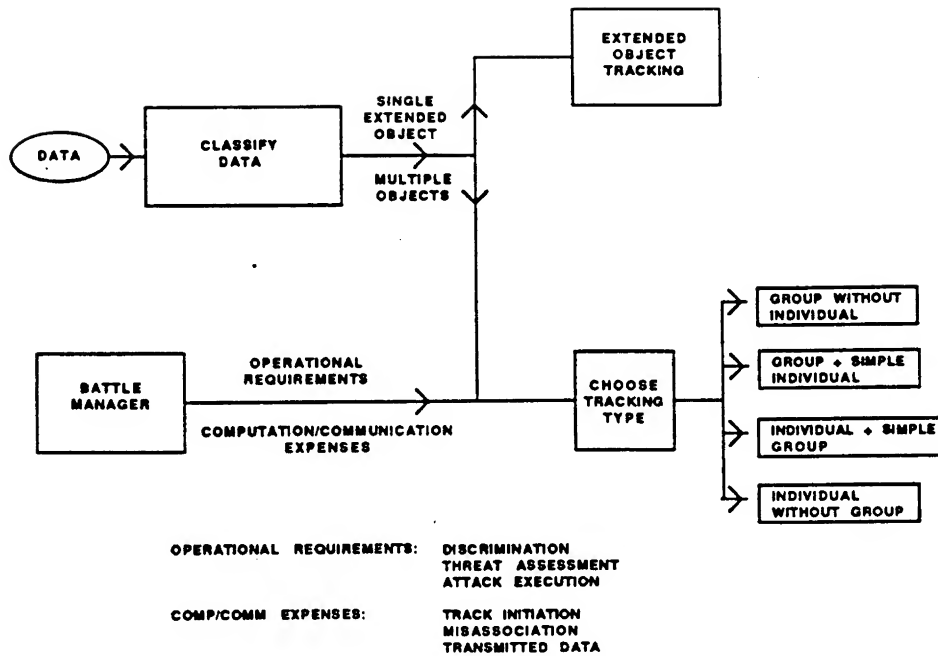 EXTENDED
OBJECT
TRACKING
SINGLE
EXTENDED
OBJECT
DATA
CLASSIFY
DATA
MULTIPLE
OBJECTS
GROUP WITHOUT
INDIVIDUAL
BATTLE
MANAGER
OPERATIONAL
REQUIREMENTS
COMPUTATION/COMMUNICATION
EXPENSES
CHOOSE
TRACKING
TYPE
GROUP + SIMPLE
INDIVIDUAL
INDIVIDUAL + SIMPLE
GROUP
INDIVIDUAL
WITHOUT GROUP
OPERATIONAL REQUIREMENTS: DISCRIMINATION
THREAT ASSESSMENT
ATTACK EXECUTION
COMP/COMM EXPENSES: TRACK INITIATION
MISASSOCIATION
TRANSMITTED DATA